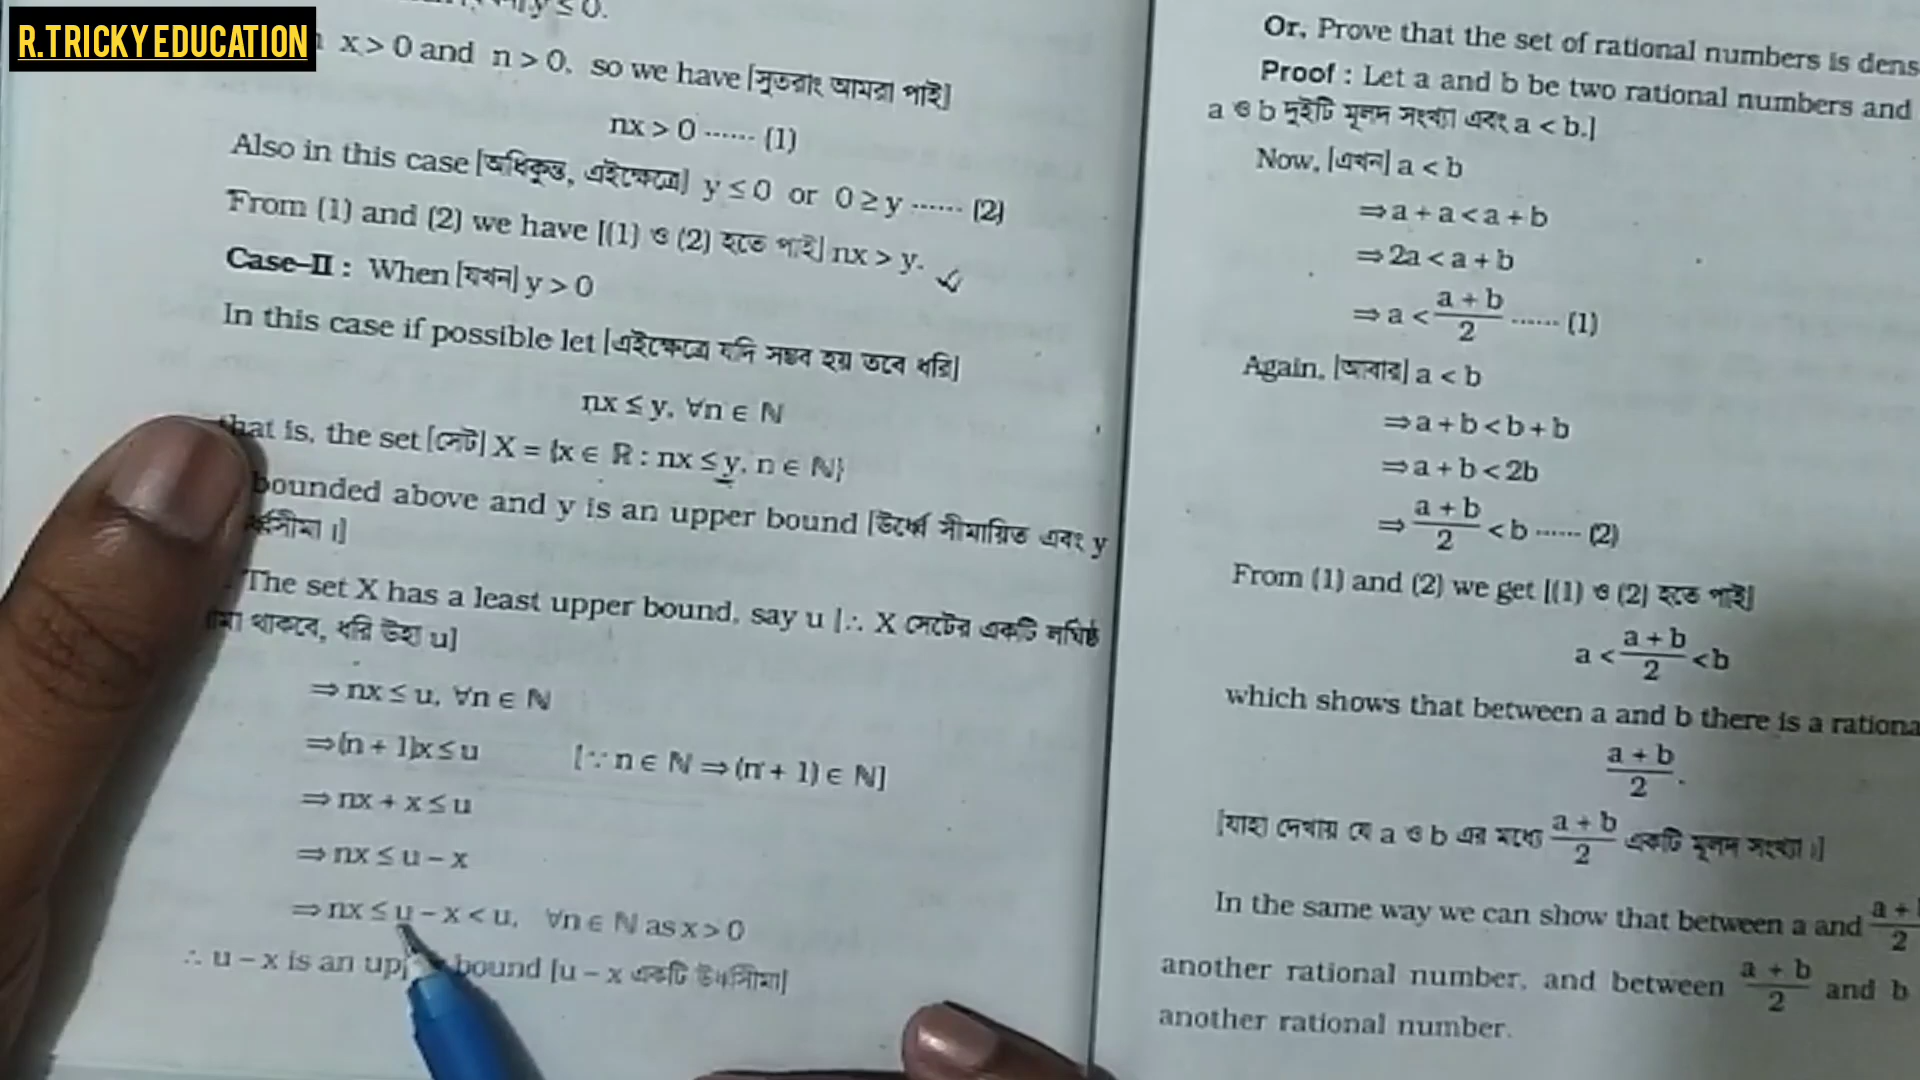 R.TRICKY EDUCATION
y ≤ 0.
x > 0 and n > 0, so we have [সুতরাং আমরা পাই]
nx > 0 ...... (1)
Also in this case [অধিকন্তু, এইক্ষেত্রে] y ≤ 0 or 0 ≥ y ...... (2)
From (1) and (2) we have [(1) ও (2) হতে পাই] nx > y.
Case-II : When [যখন] y > 0
In this case if possible let [এইক্ষেত্রে যদি সম্ভব হয় তবে ধরি]
nx ≤ y, ∀n ∈ ℕ
that is, the set [সেট] X = {x ∈ ℝ : nx ≤ y, n ∈ ℕ}
bounded above and y is an upper bound [উর্ধ্বে সীমায়িত এবং y
The set X has a least upper bound, say u [∴ X সেটের একটি লঘিষ্ঠ
থাকবে, ধরি উহা u]
⇒ nx ≤ u, ∀n ∈ ℕ
⇒ (n + 1)x ≤ u [∵ n ∈ ℕ ⇒ (n + 1) ∈ ℕ]
⇒ nx + x ≤ u
⇒ nx ≤ u – x
⇒ nx ≤ u – x < u, ∀n ∈ ℕ as x > 0
∴ u – x is an bound [u – x একটি উর্ধ্বসীমা]
Or, Prove that the set of rational numbers is dens
Proof : Let a and b be two rational numbers and
a ও b দুইটি মূলদ সংখ্যা এবং a < b.]
Now, [এখন] a < b
⇒ a + a < a + b
⇒ 2a < a + b
⇒ a < (a + b)/2 ...... (1)
Again, [আবার] a < b
⇒ a + b < b + b
⇒ a + b < 2b
⇒ (a + b)/2 < b ...... (2)
From (1) and (2) we get [(1) ও (2) হতে পাই]
a < (a + b)/2 < b
which shows that between a and b there is a rationa
(a + b)/2.
[যাহা দেখায় যে a ও b এর মধ্যে (a + b)/2 একটি মূলদ সংখ্যা।]
In the same way we can show that between a and (a +)/2
another rational number, and between (a + b)/2 and b
another rational number.